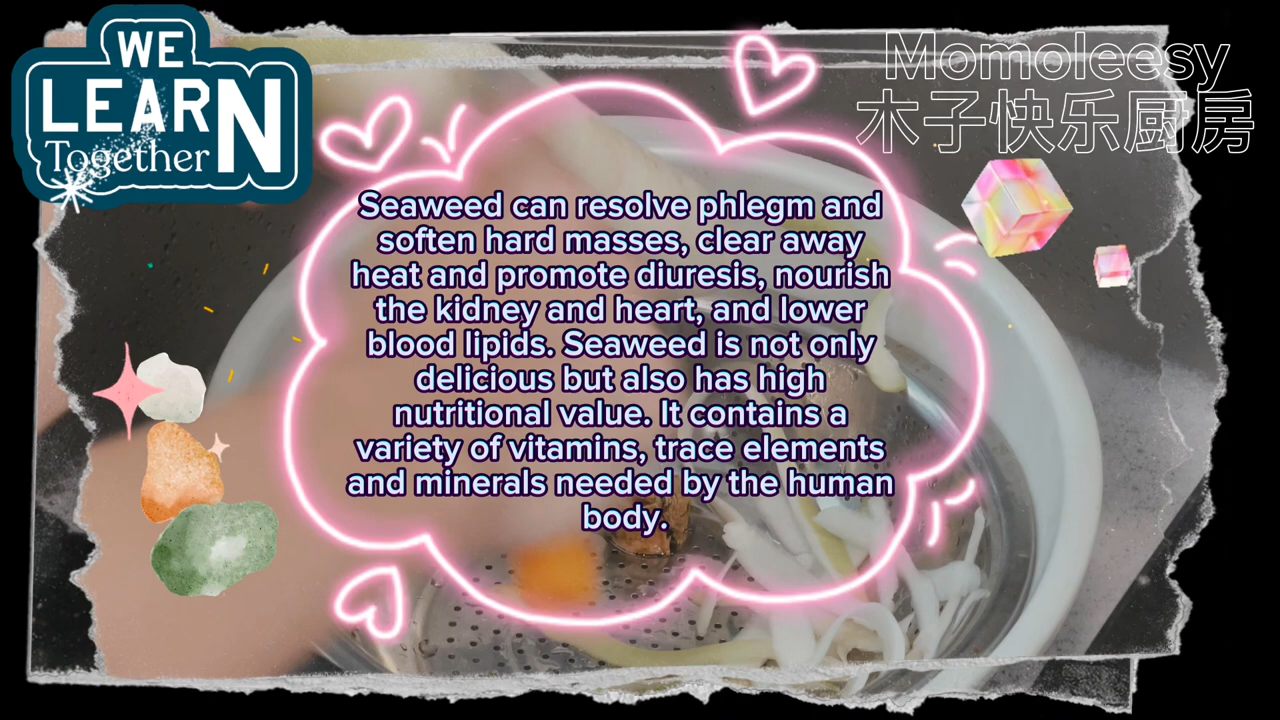 WE
LEARN
Together
Momoleesy
木子快乐厨房
Seaweed can resolve phlegm and
soften hard masses, clear away
heat and promote diuresis, nourish
the kidney and heart, and lower
blood lipids. Seaweed is not only
delicious but also has high
nutritional value. It contains a
variety of vitamins, trace elements
and minerals needed by the human
body.